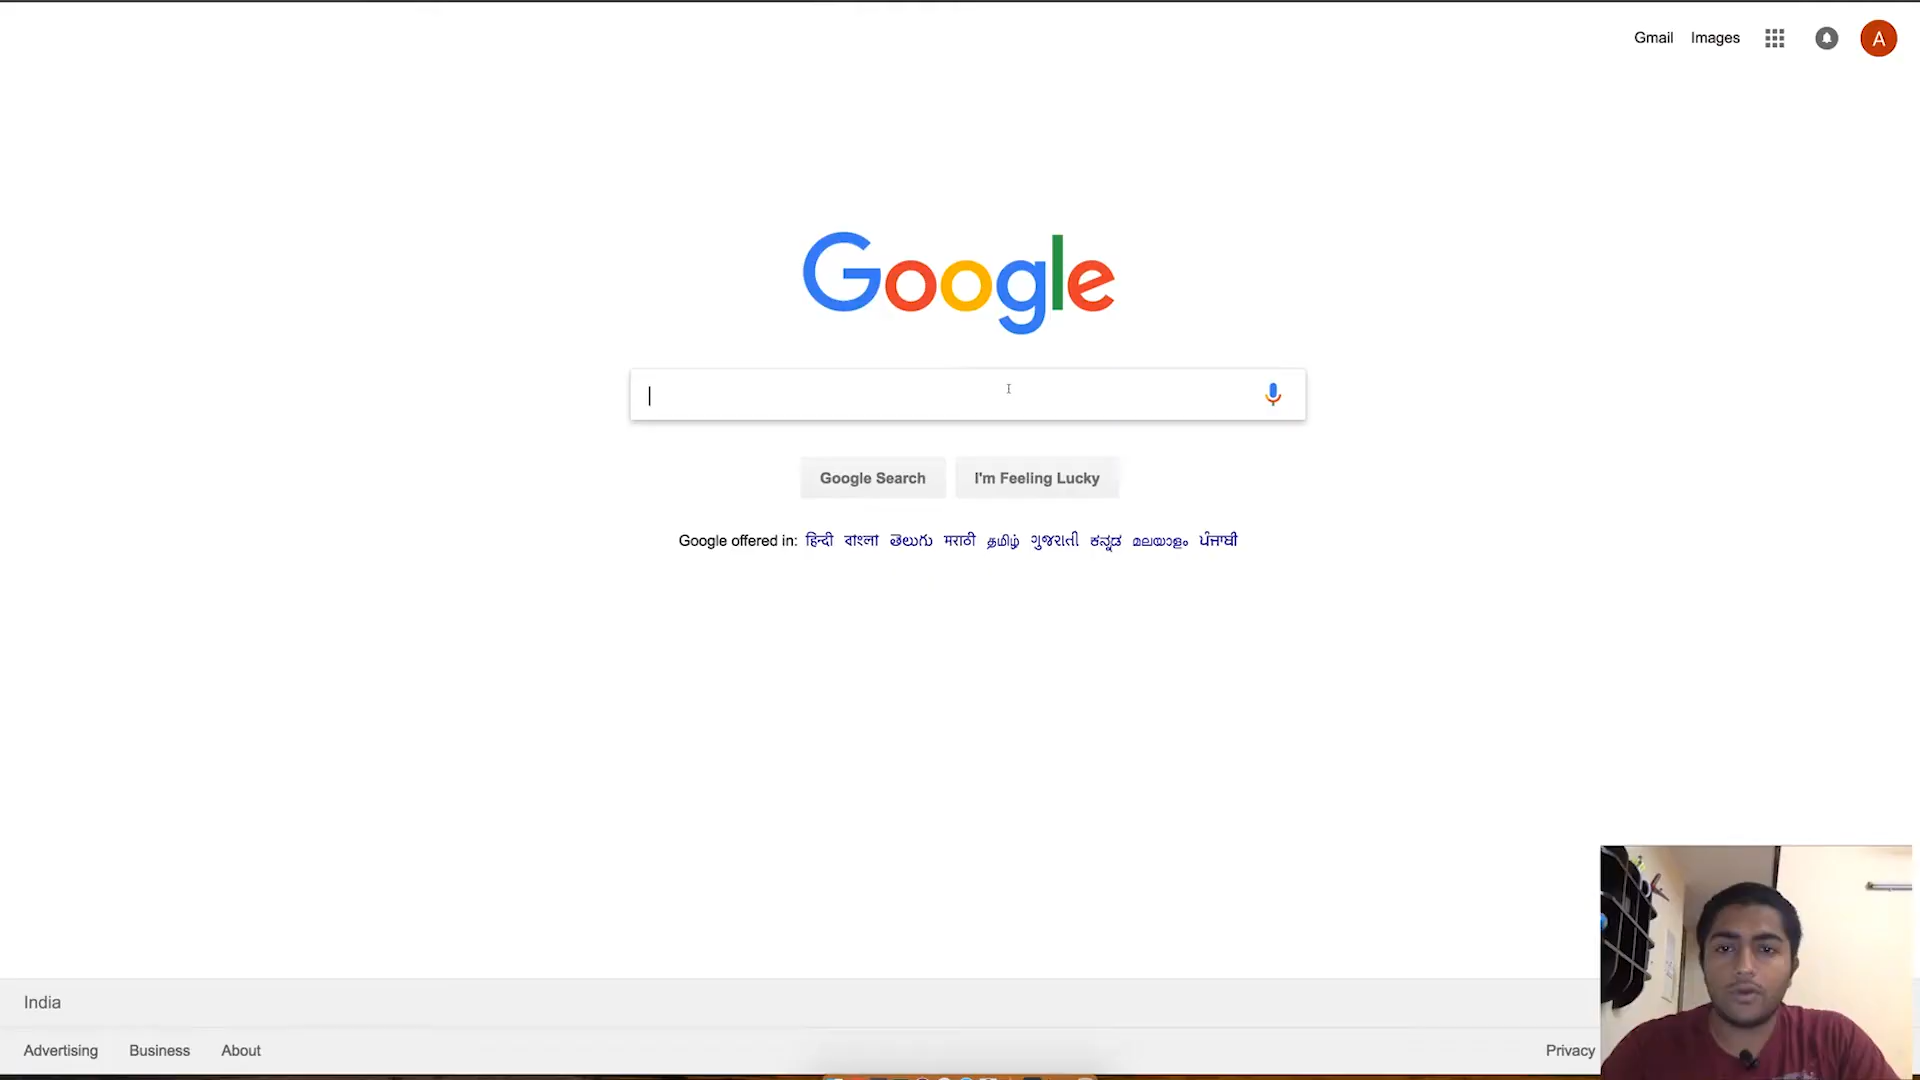 Gmail Images A
Google
Google Search I'm Feeling Lucky
Google offered in: हिन्दी বাংলা తెలుగు मराठी தமிழ் ગુજરાતી ಕನ್ನಡ മലയാളം ਪੰਜਾਬੀ
India
Advertising Business About Privacy